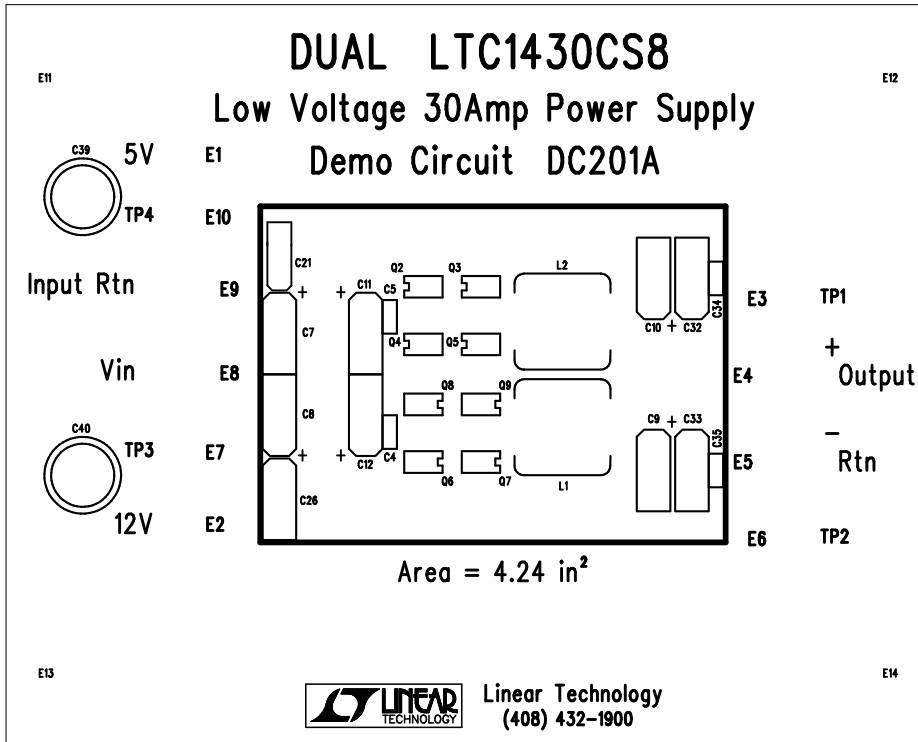 DUAL LTC1430CS8
E11
E12
Low Voltage 30Amp Power Supply
C39
5V
E1
Demo Circuit DC201A
TP4
E10
C21
Q2
Q3
L2
Input Rtn
E9
+
+
C11
C5
E3
TP1
C34
C7
C10
+
C32
Q4
Q5
+
Output
Vin
E8
E4
Q8
Q9
C40
C8
C9
+
C33
C35
−
Rtn
TP3
E7
+
+
C12
C4
E5
Q6
Q7
L1
C26
12V
E2
E6
TP2
Area = 4.24 in²
E13
E14
LINEAR
TECHNOLOGY
Linear Technology
(408) 432-1900